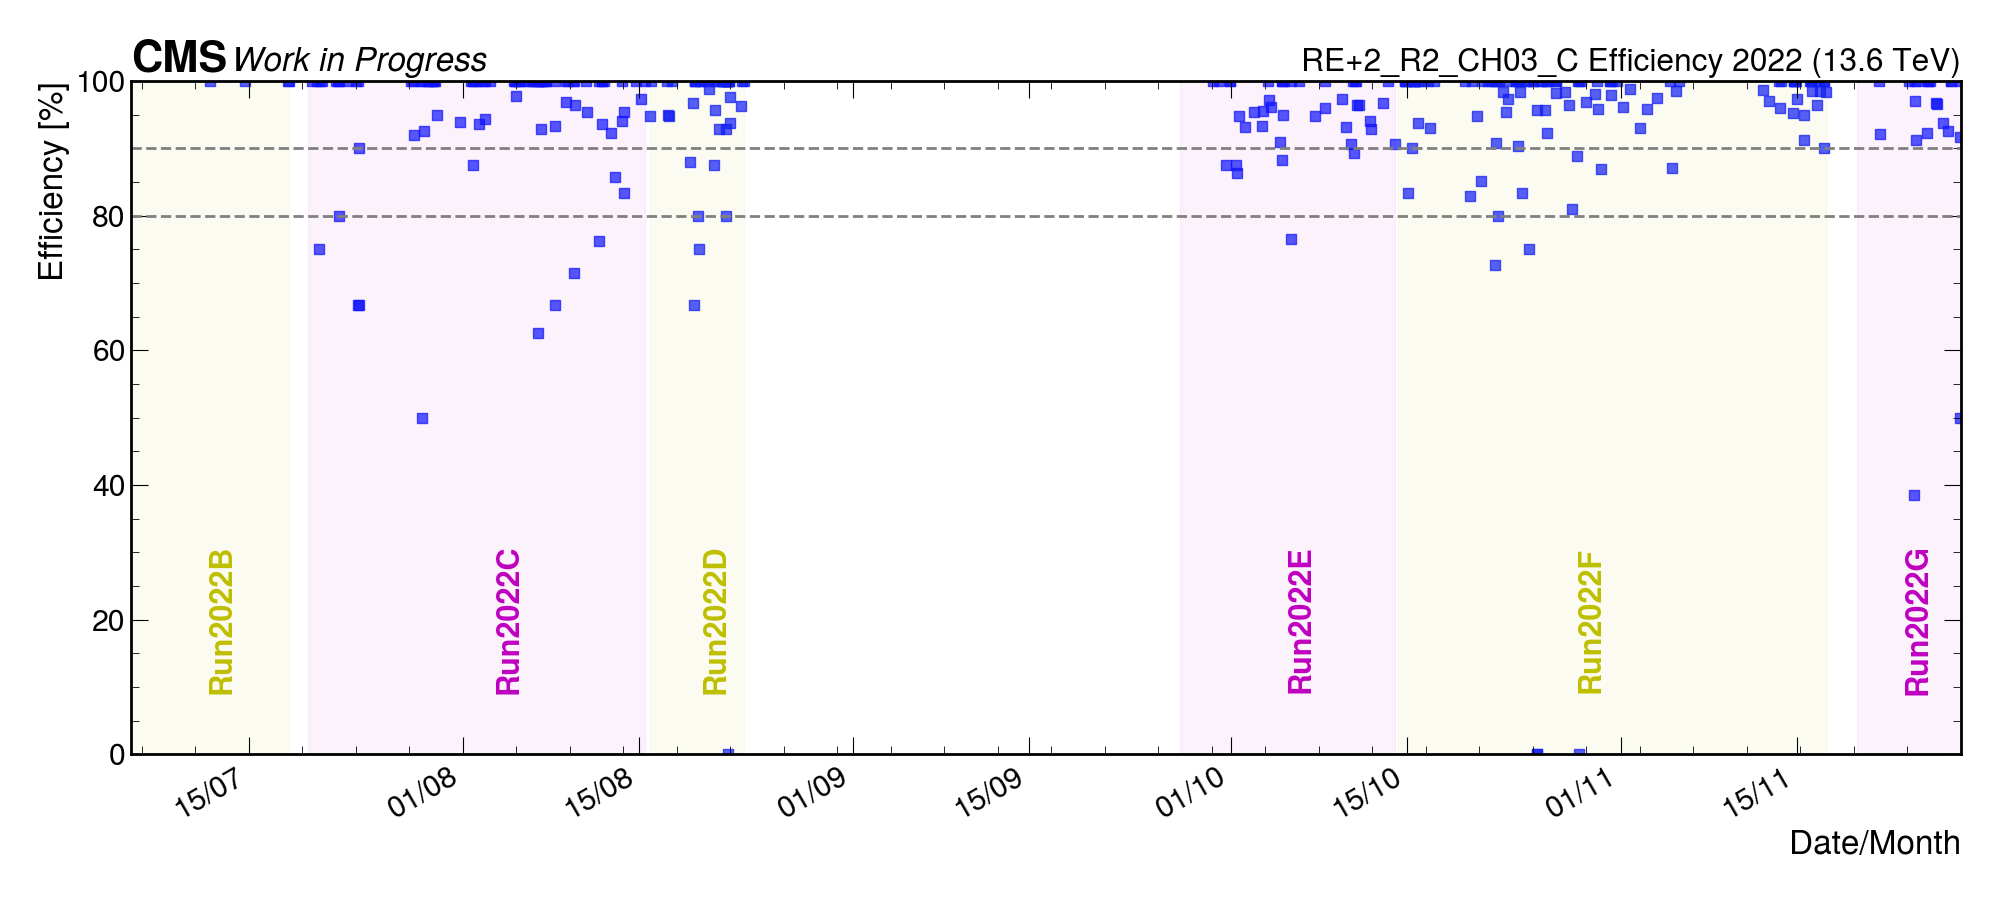 CMS Work in Progress
RE+2_R2_CH03_C Efficiency 2022 (13.6 TeV)
Efficiency [%]
100
80
60
40
20
0
Run2022B
Run2022C
Run2022D
Run2022E
Run2022F
Run2022G
15/07
01/08
15/08
01/09
15/09
01/10
15/10
01/11
15/11
Date/Month